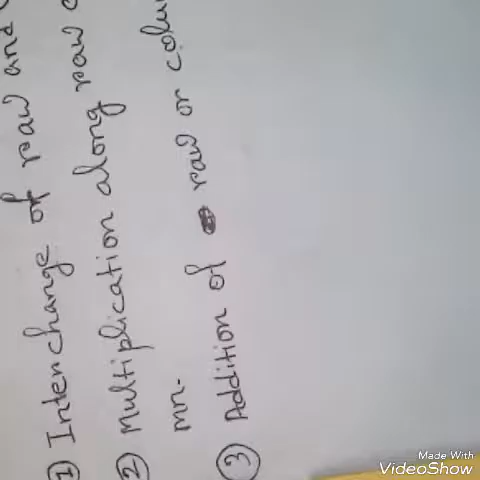 ① Interchange of raw and
② Multiplication along raw
mn.
③ Addition of raw or colu
Made With
VideoShow